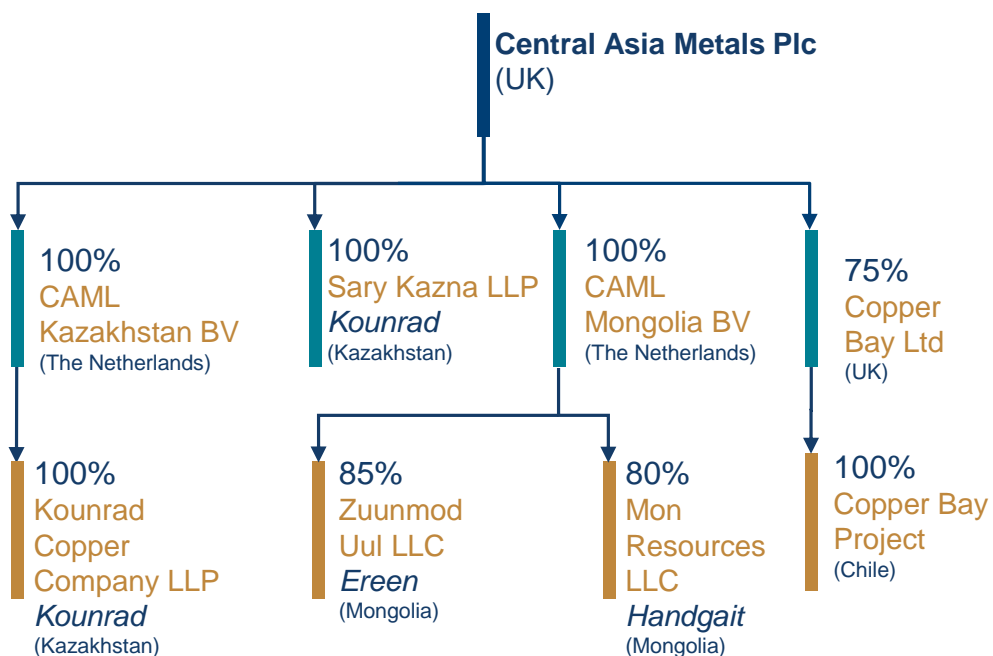 Central Asia Metals Plc
(UK)
100%
CAML
Kazakhstan BV
(The Netherlands)
100%
Sary Kazna LLP
Kounrad
(Kazakhstan)
100%
CAML
Mongolia BV
(The Netherlands)
75%
Copper
Bay Ltd
(UK)
100%
Kounrad
Copper
Company LLP
Kounrad
(Kazakhstan)
85%
Zuunmod
Uul LLC
Ereen
(Mongolia)
80%
Mon
Resources
LLC
Handgait
(Mongolia)
100%
Copper Bay
Project
(Chile)